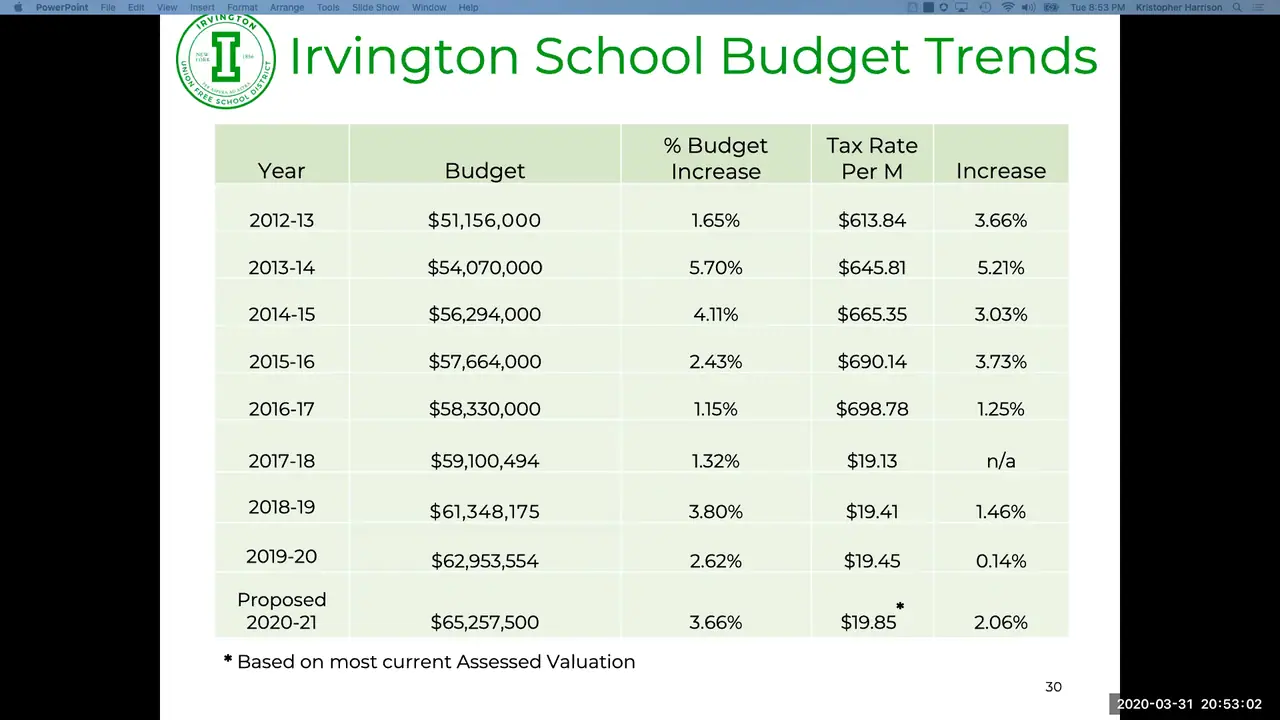 PowerPoint File Edit View Insert Format Arrange Tools Slide Show Window Help Tue 8:53 PM Kristopher Harrison
IRVINGTON
NEW YORK 1896
UNION FREE SCHOOL DISTRICT
Irvington School Budget Trends
Year Budget % Budget Increase Tax Rate Per M Increase
2012-13 $51,156,000 1.65% $613.84 3.66%
2013-14 $54,070,000 5.70% $645.81 5.21%
2014-15 $56,294,000 4.11% $665.35 3.03%
2015-16 $57,664,000 2.43% $690.14 3.73%
2016-17 $58,330,000 1.15% $698.78 1.25%
2017-18 $59,100,494 1.32% $19.13 n/a
2018-19 $61,348,175 3.80% $19.41 1.46%
2019-20 $62,953,554 2.62% $19.45 0.14%
Proposed 2020-21 $65,257,500 3.66% $19.85* 2.06%
* Based on most current Assessed Valuation
30
2020-03-31 20:53:02